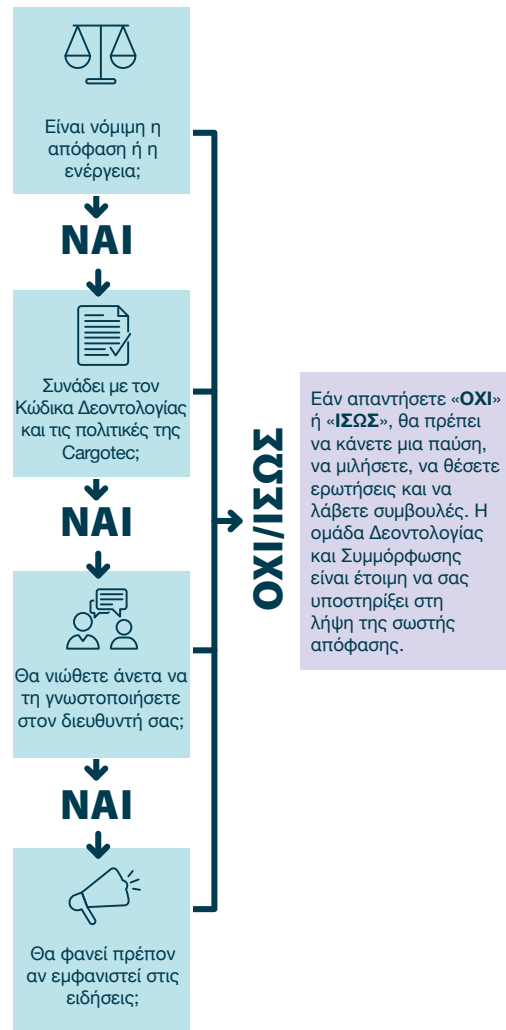 Είναι νόμιμη η
απόφαση ή η
ενέργεια;
ΝΑΙ
Συνάδει με τον
Κώδικα Δεοντολογίας
και τις πολιτικές της
Cargotec;
ΝΑΙ
Θα νιώθετε άνετα να
τη γνωστοποιήσετε
στον διευθυντή σας;
ΝΑΙ
Θα φανεί πρέπον
αν εμφανιστεί στις
ειδήσεις;
ΟΧΙ/ΙΣΩΣ
Εάν απαντήσετε «ΟΧΙ»
ή «ΙΣΩΣ», θα πρέπει
να κάνετε μια παύση,
να μιλήσετε, να θέσετε
ερωτήσεις και να
λάβετε συμβουλές. Η
ομάδα Δεοντολογίας
και Συμμόρφωσης
είναι έτοιμη να σας
υποστηρίξει στη
λήψη της σωστής
απόφασης.